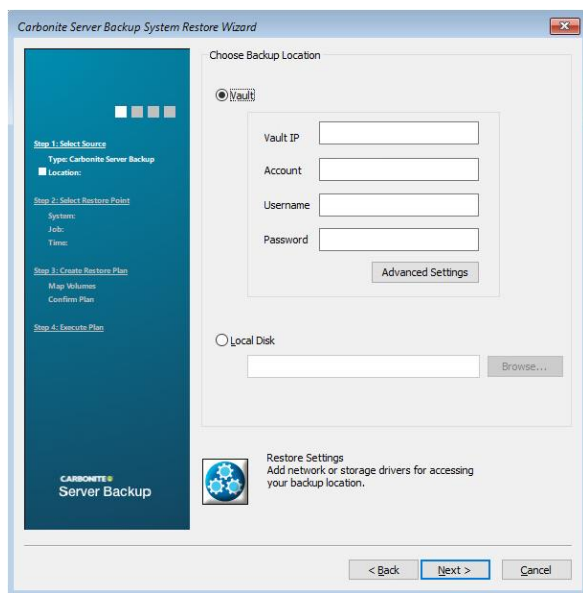 Carbonite Server Backup System Restore Wizard
Step 1: Select Source
Type: Carbonite Server Backup
Location:
Step 2: Select Restore Point
System:
Job:
Time:
Step 3: Create Restore Plan
Map Volumes
Confirm Plan
Step 4: Execute Plan
CARBONITE
Server Backup
Choose Backup Location
Vault
Vault IP
Account
Username
Password
Advanced Settings
Local Disk
Browse...
Restore Settings
Add network or storage drivers for accessing
your backup location.
< Back Next > Cancel